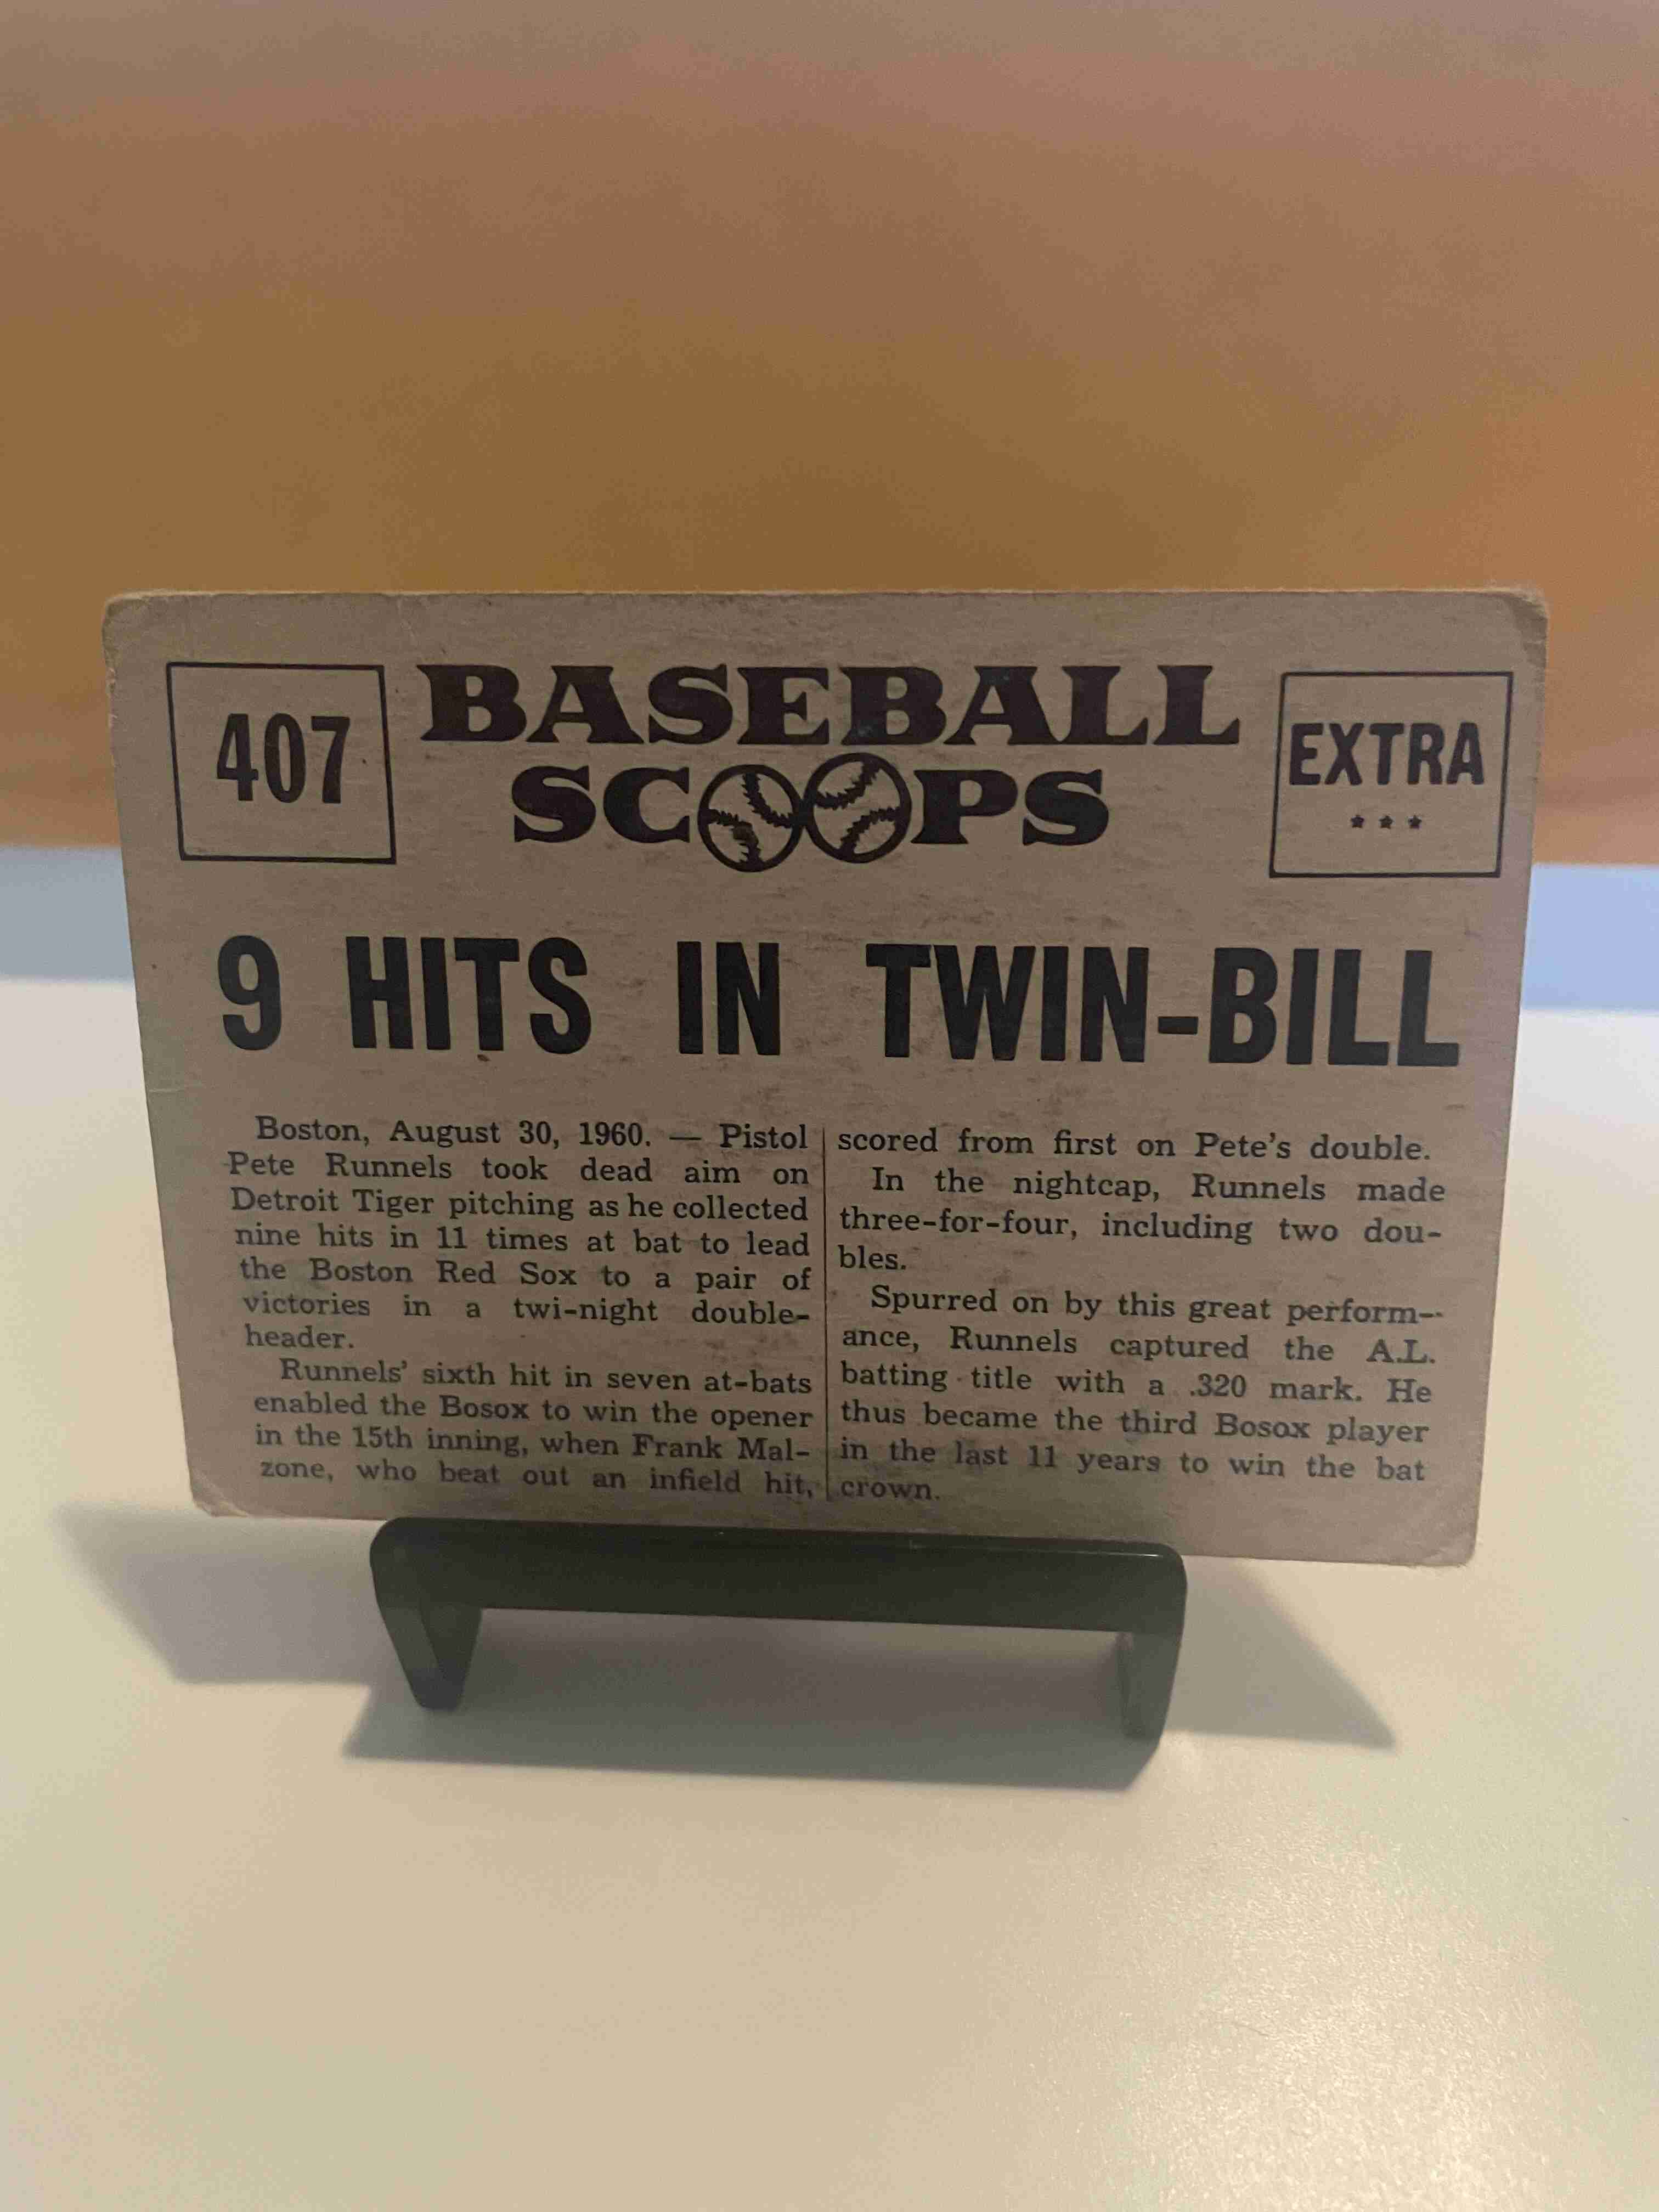 407
BASEBALL
SCOOPS
EXTRA
9 HITS IN TWIN-BILL
Boston, August 30, 1960. — Pistol
Pete Runnels took dead aim on
Detroit Tiger pitching as he collected
nine hits in 11 times at bat to lead
the Boston Red Sox to a pair of
victories in a twi-night double-
header.
Runnels' sixth hit in seven at-bats
enabled the Bosox to win the opener
in the 15th inning, when Frank Mal-
zone, who beat out an infield hit,
scored from first on Pete's double.
In the nightcap, Runnels made
three-for-four, including two dou-
bles.
Spurred on by this great perform-
ance, Runnels captured the A.L.
batting title with a .320 mark. He
thus became the third Bosox player
in the last 11 years to win the bat
crown.